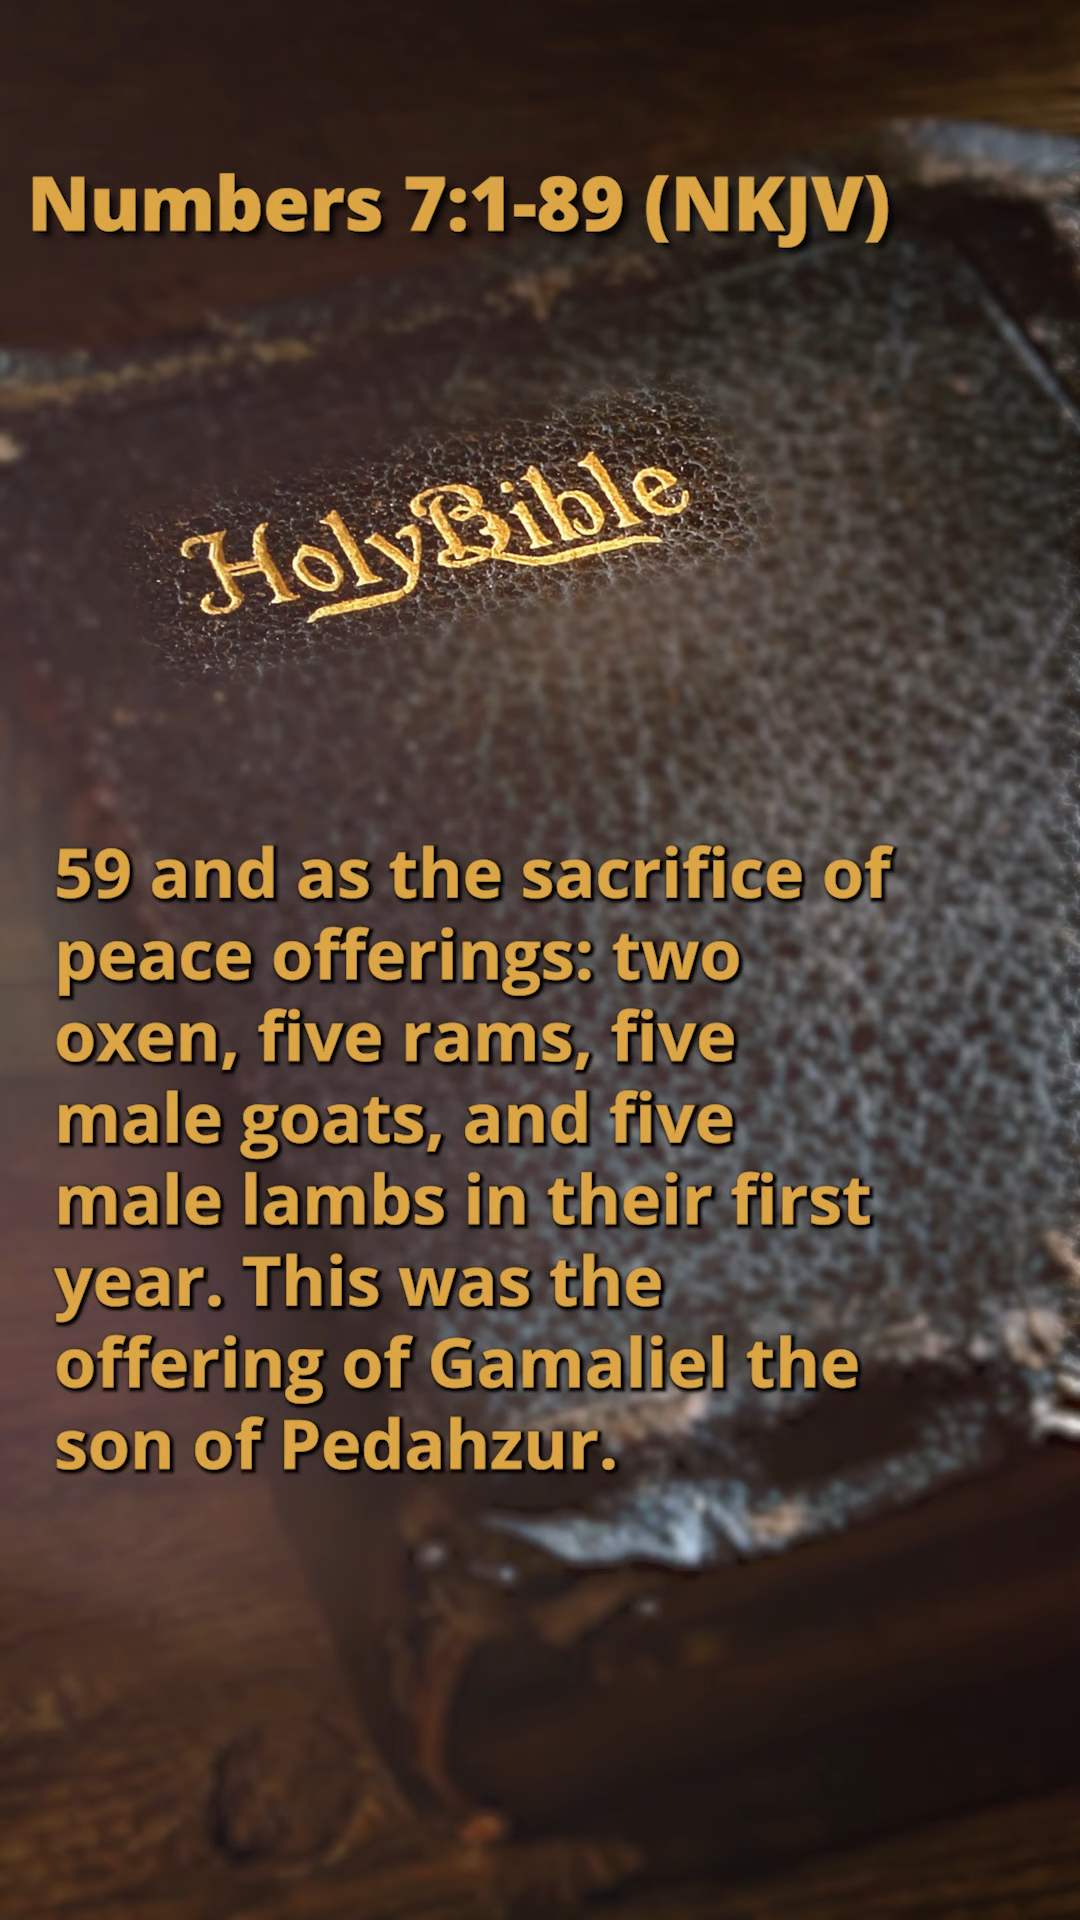 Numbers 7:1-89 (NKJV)
Holy Bible
59 and as the sacrifice of
peace offerings: two
oxen, five rams, five
male goats, and five
male lambs in their first
year. This was the
offering of Gamaliel the
son of Pedahzur.